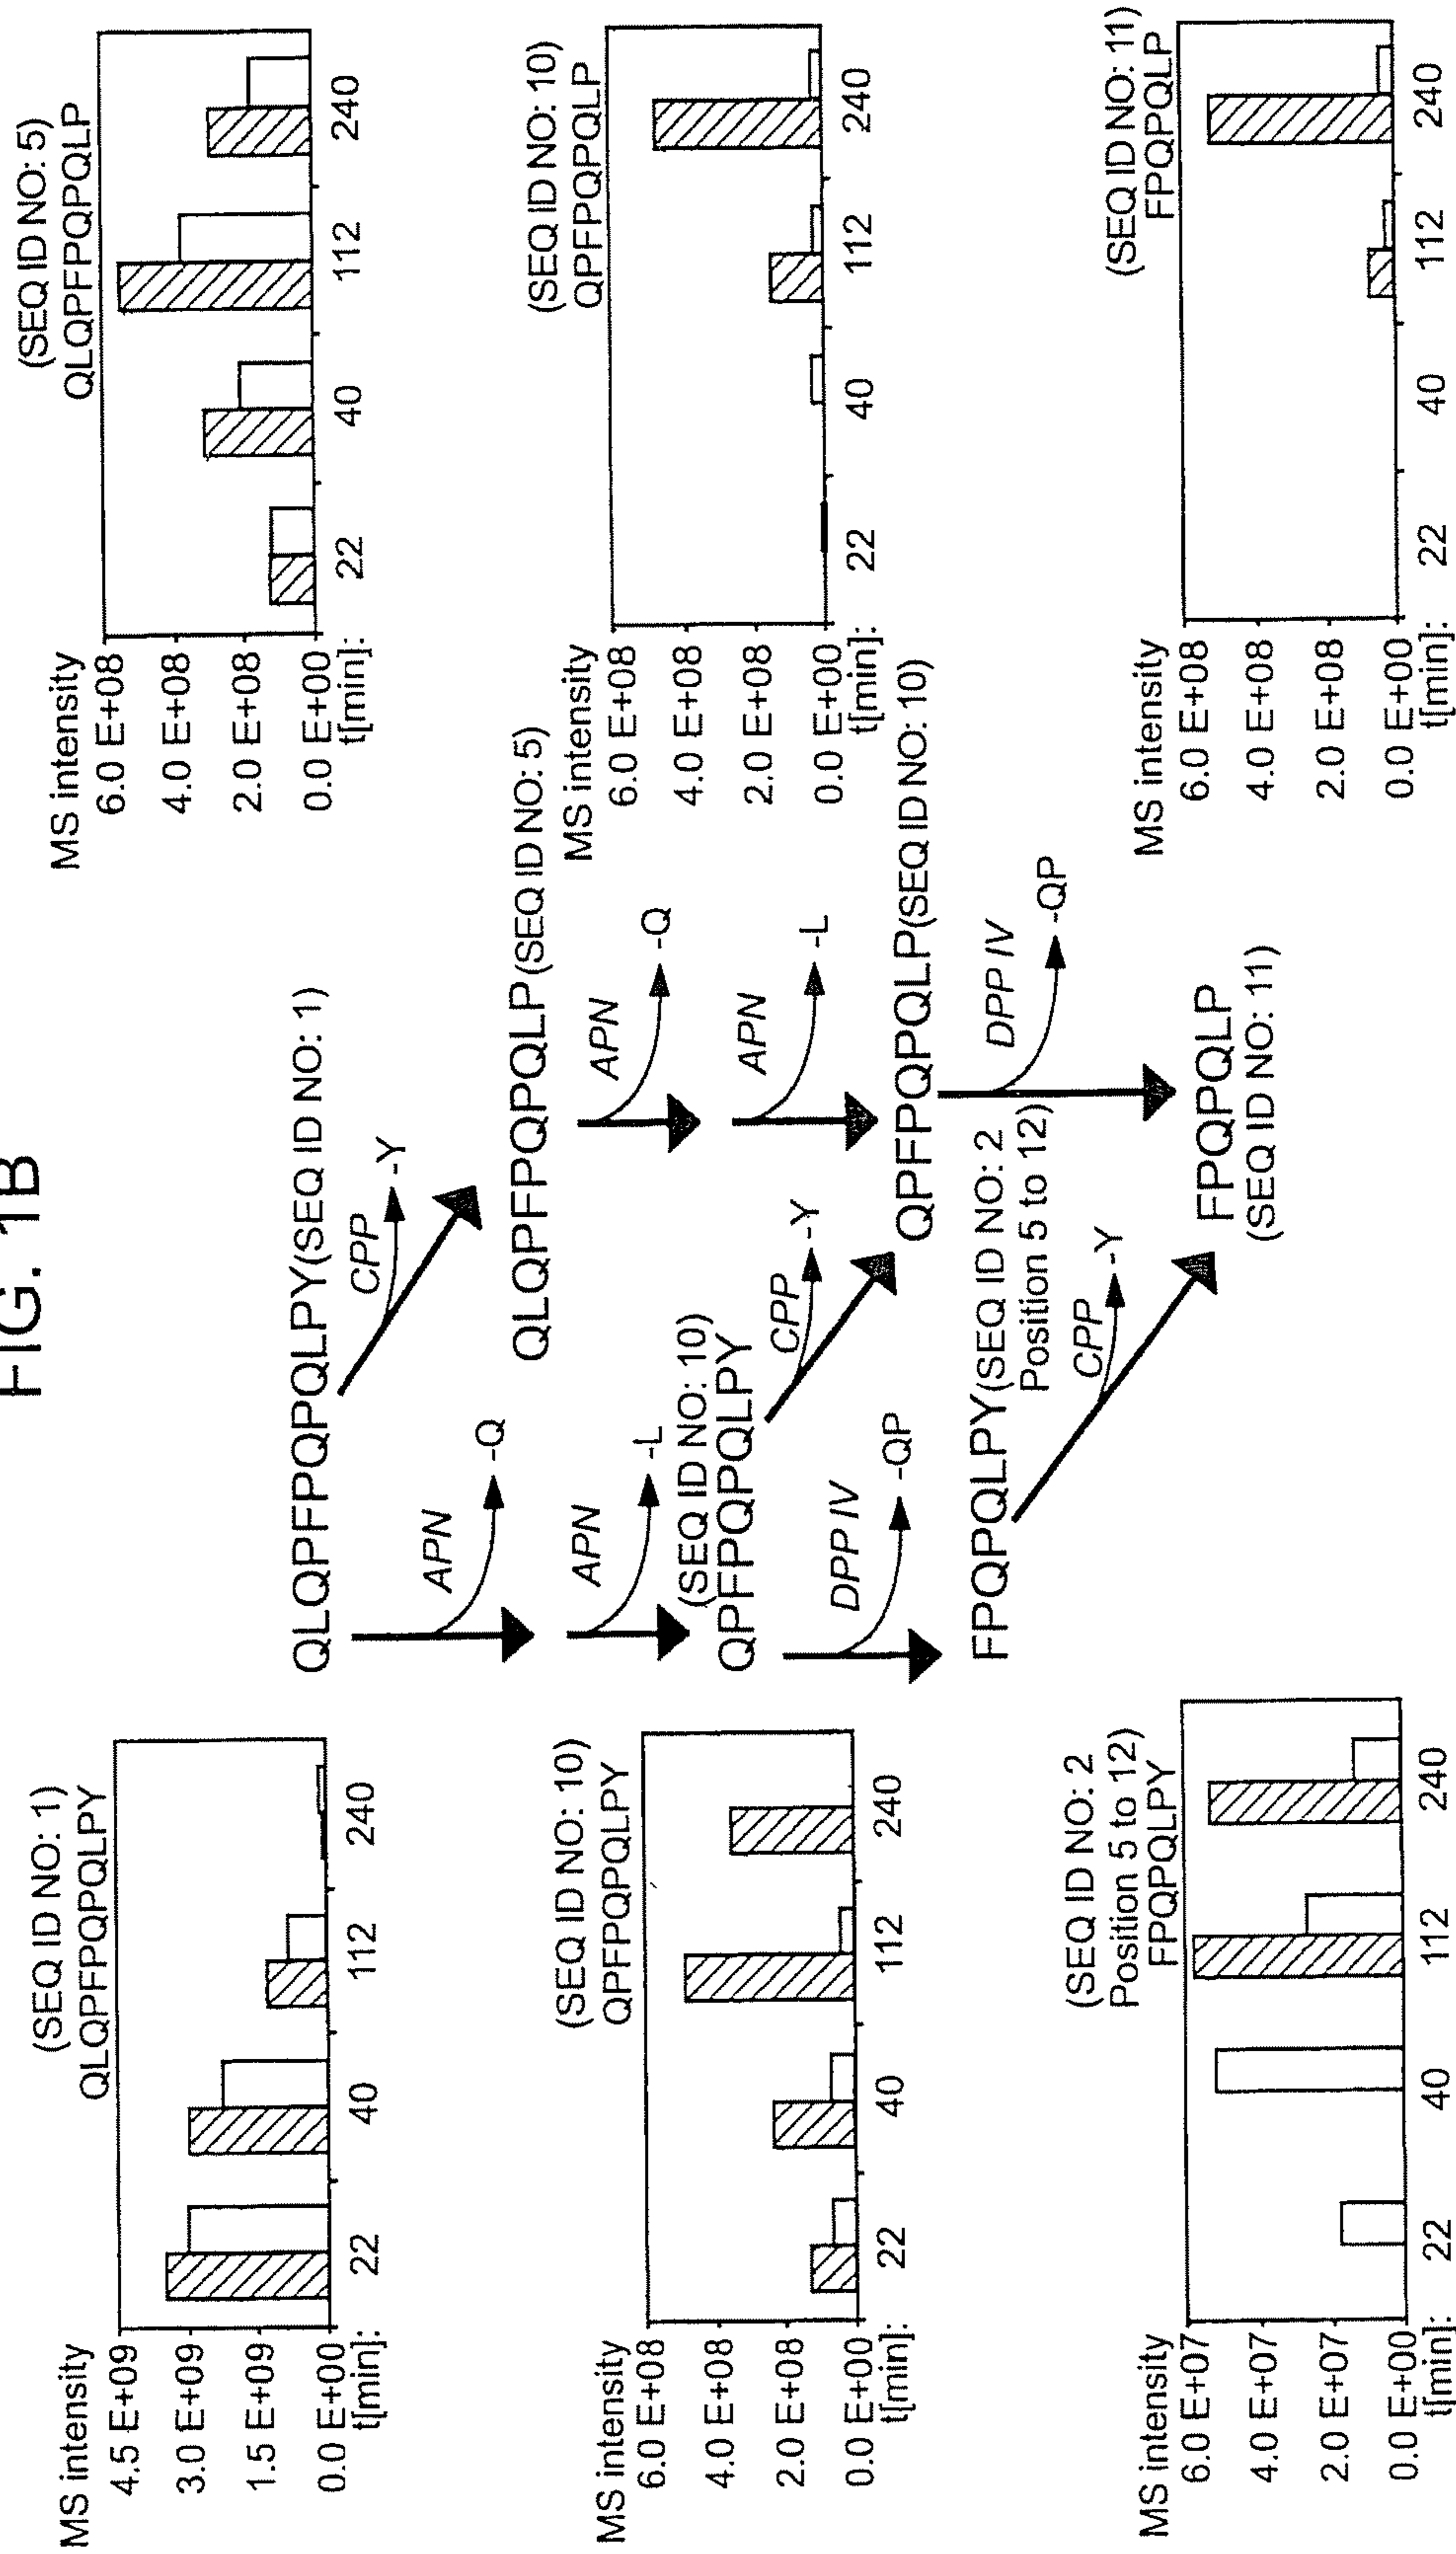 FIG. 1B
(SEQ ID NO: 1)
QLQPFPQPQLPY
MS intensity
4.5 E+09
3.0 E+09
1.5 E+09
0.0 E+00
t[min]:
22
40
112
240
(SEQ ID NO: 10)
QPFPQPQLPY
MS intensity
6.0 E+08
4.0 E+08
2.0 E+08
0.0 E+00
t[min]:
22
40
112
240
(SEQ ID NO: 2
Position 5 to 12)
FPQPQLPY
MS intensity
6.0 E+07
4.0 E+07
2.0 E+07
0.0 E+00
t[min]:
22
40
112
240
QLQPFPQPQLPY(SEQ ID NO: 1)
CPP
-Y
APN
-Q
QLQPFPQPQLP(SEQ ID NO: 5)
APN
-L
APN
-Q
(SEQ ID NO: 10)
QPFPQPQLPY
CPP
-Y
APN
-L
DPP IV
-QP
QPFPQPQLP(SEQ ID NO: 10)
FPQPQLPY(SEQ ID NO: 2
Position 5 to 12)
CPP
-Y
DPP IV
-QP
FPQPQLP
(SEQ ID NO: 11)
(SEQ ID NO: 5)
QLQPFPQPQLP
MS intensity
6.0 E+08
4.0 E+08
2.0 E+08
0.0 E+00
t[min]:
22
40
112
240
(SEQ ID NO: 10)
QPFPQPQLP
MS intensity
6.0 E+08
4.0 E+08
2.0 E+08
0.0 E+00
t[min]:
22
40
112
240
(SEQ ID NO: 11)
FPQPQLP
MS intensity
6.0 E+08
4.0 E+08
2.0 E+08
0.0 E+00
t[min]:
22
40
112
240